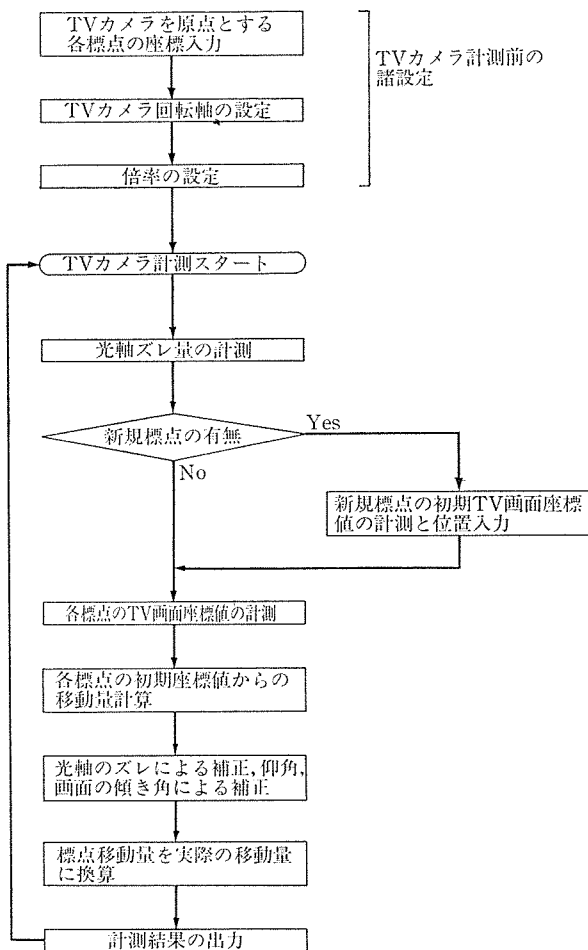 TVカメラを原点とする
各標点の座標入力
TVカメラ計測前の
諸設定
TVカメラ回転軸の設定
倍率の設定
TVカメラ計測スタート
光軸ズレ量の計測
新規標点の有無
Yes
No
新規標点の初期TV画面座標
値の計測と位置入力
各標点のTV画面座標値の計測
各標点の初期座標値からの
移動量計算
光軸のズレによる補正,仰角,
画面の傾き角による補正
標点移動量を実際の移動量
に換算
計測結果の出力